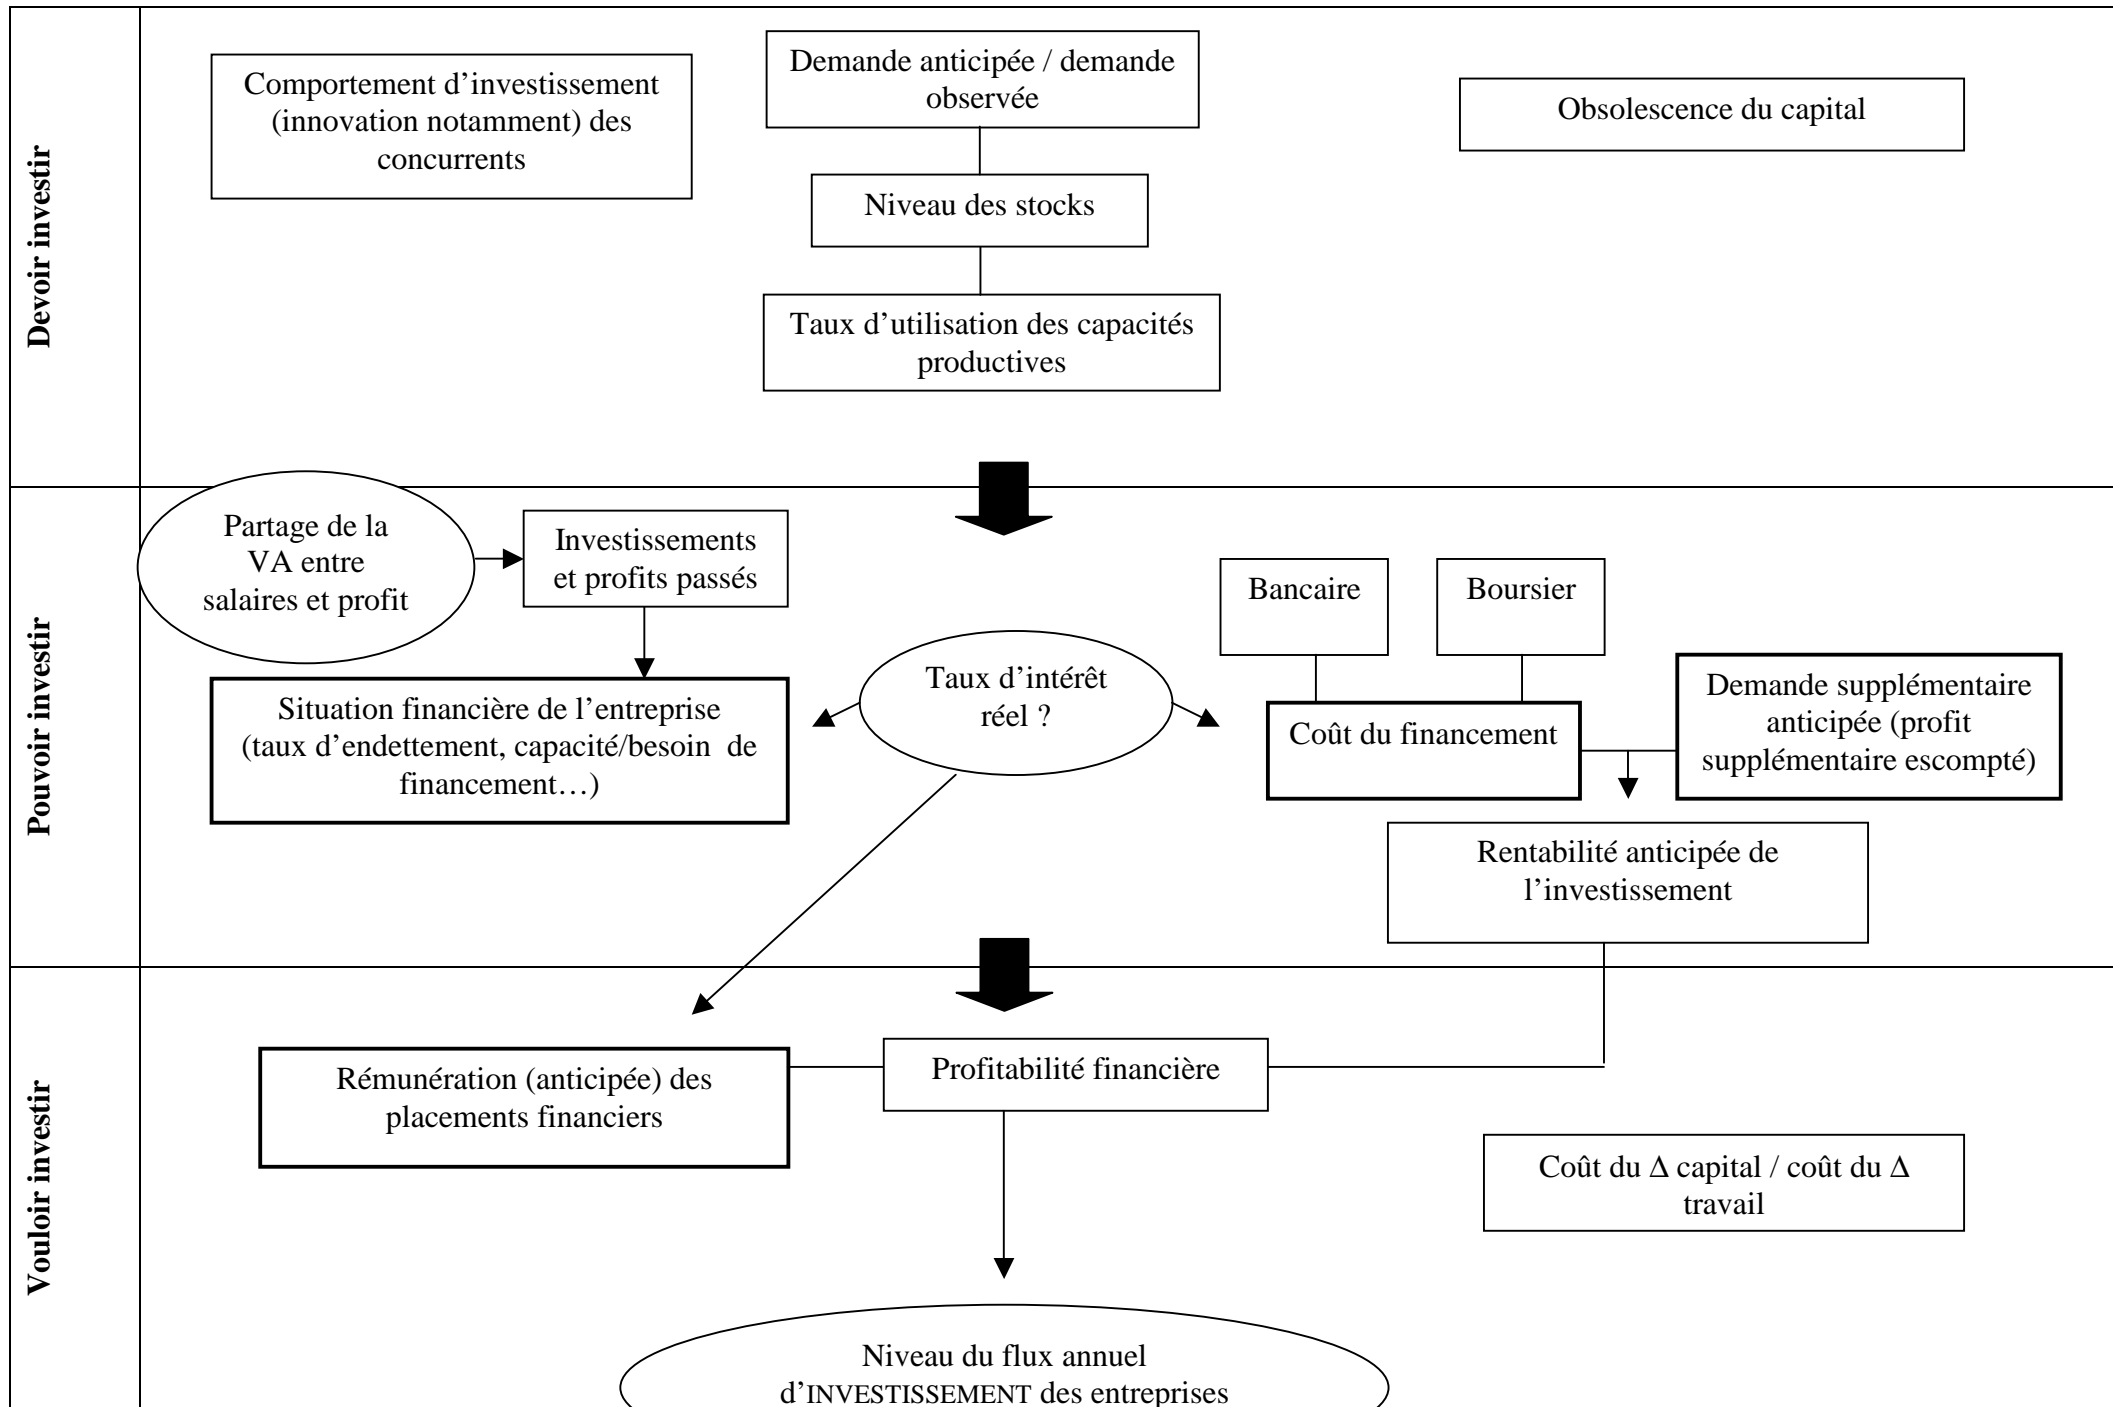 Devoir investir
Comportement d’investissement
(innovation notamment) des
concurrents
Demande anticipée / demande
observée
Obsolescence du capital
Niveau des stocks
Taux d’utilisation des capacités
productives
Pouvoir investir
Partage de la
VA entre
salaires et profit
Investissements
et profits passés
Bancaire
Boursier
Situation financière de l’entreprise
(taux d’endettement, capacité/besoin  de
financement…)
Taux d’intérêt
réel ?
Coût du financement
Demande supplémentaire
anticipée (profit
supplémentaire escompté)
Rentabilité anticipée de
l’investissement
Vouloir investir
Rémunération (anticipée) des
placements financiers
Profitabilité financière
Coût du Δ capital / coût du Δ
travail
Niveau du flux annuel
d’INVESTISSEMENT des entreprises